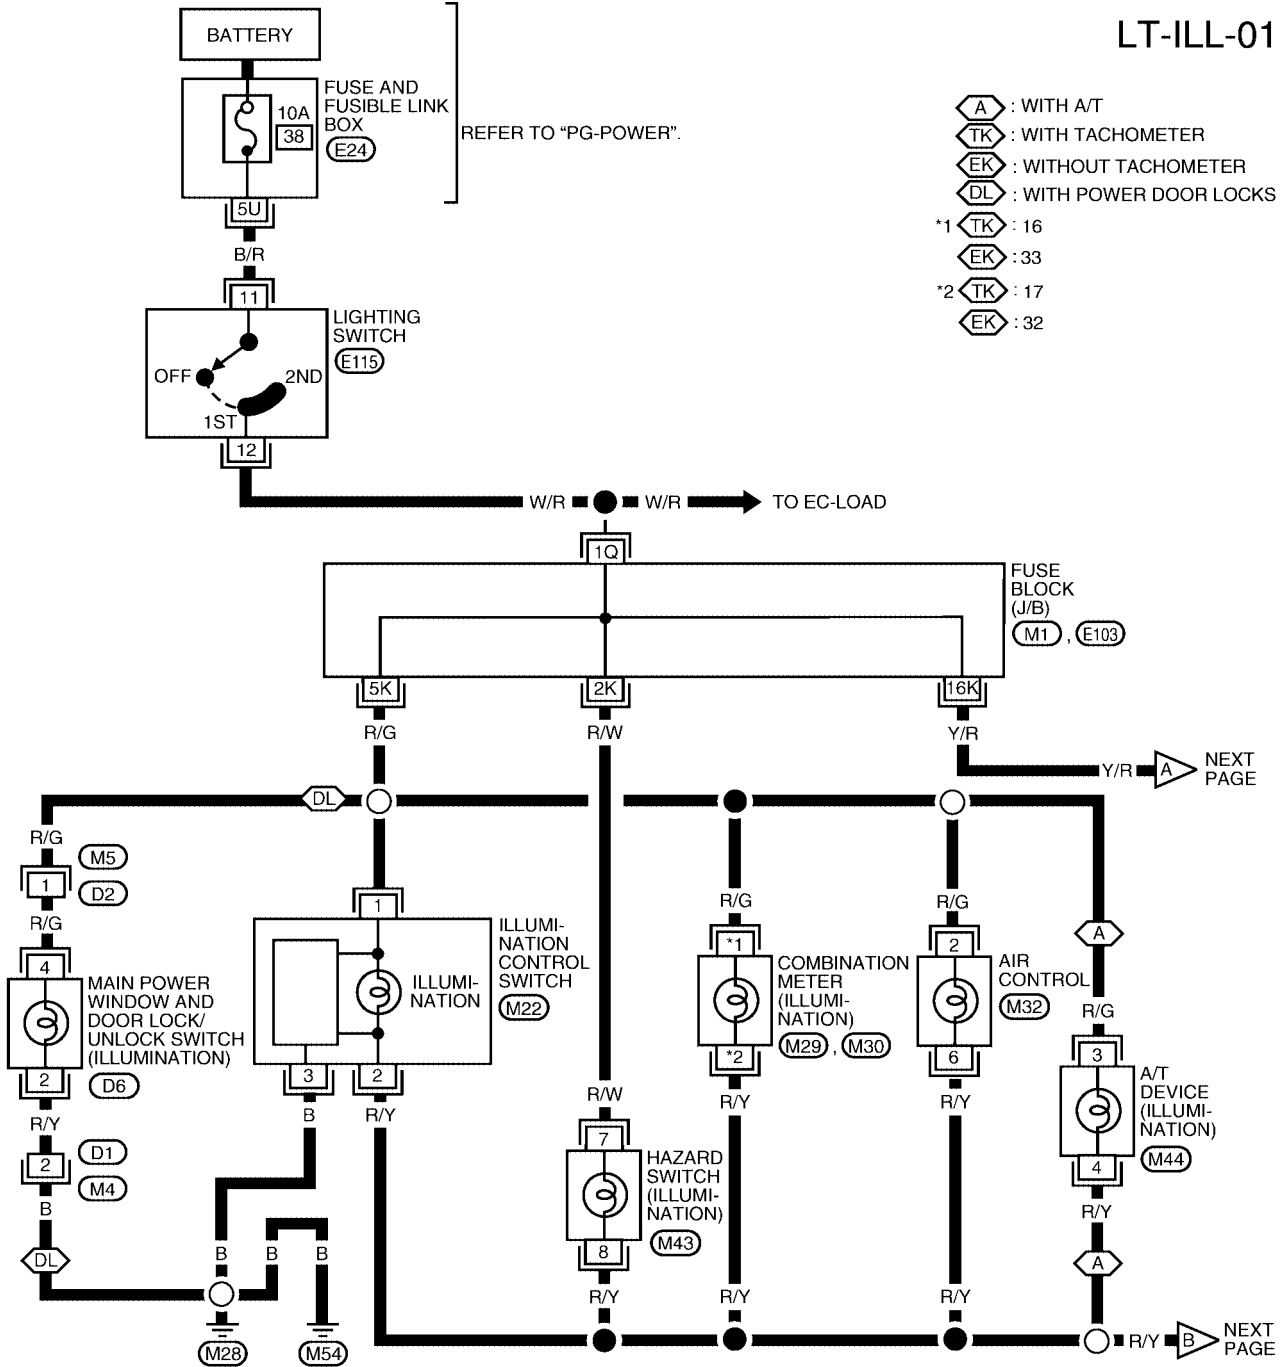 LT-ILL-01
BATTERY
FUSE AND
FUSIBLE LINK
BOX
E24
10A
38
REFER TO “PG-POWER”.
A : WITH A/T
TK : WITH TACHOMETER
EK : WITHOUT TACHOMETER
DL : WITH POWER DOOR LOCKS
*1 TK : 16
EK : 33
*2 TK : 17
EK : 32
5U
B/R
11
LIGHTING
SWITCH
E115
OFF
2ND
1ST
12
W/R
W/R
TO EC-LOAD
1Q
FUSE
BLOCK
(J/B)
M1 , E103
5K
2K
16K
R/G
R/W
Y/R
Y/R
A
NEXT
PAGE
DL
R/G
M5
1
D2
R/G
4
MAIN POWER
WINDOW AND
DOOR LOCK/
UNLOCK SWITCH
(ILLUMINATION)
D6
2
R/Y
D1
2
M4
B
DL
1
ILLUMI-
NATION
CONTROL
SWITCH
M22
ILLUMI-
NATION
3
2
B
R/Y
B
B
B
M28
M54
R/W
7
HAZARD
SWITCH
(ILLUMI-
NATION)
M43
8
R/Y
R/G
*1
COMBINATION
METER
(ILLUMI-
NATION)
M29 , M30
*2
R/Y
R/Y
R/G
2
AIR
CONTROL
M32
6
R/Y
R/Y
A
R/G
3
A/T
DEVICE
(ILLUMI-
NATION)
M44
4
R/Y
A
R/Y
B
NEXT
PAGE